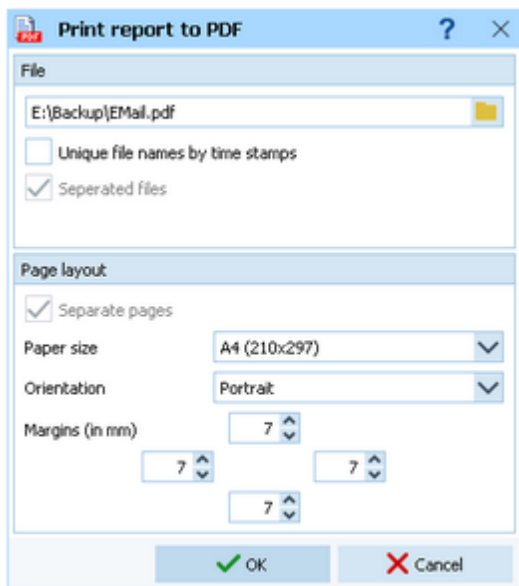 PDF
Print report to PDF ?
File
E:\Backup\EMail.pdf
Unique file names by time stamps
Seperated files
Page layout
Separate pages
Paper size A4 (210x297)
Orientation Portrait
Margins (in mm) 7
7 7
7
OK Cancel